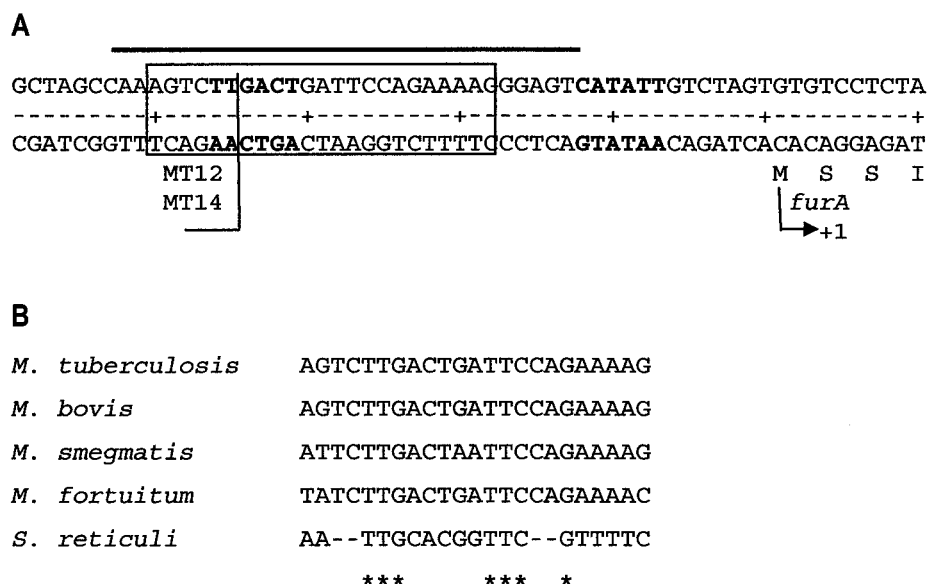 A
GCTAGCCAAAGTCTTGACTGATTCCAGAAAAGGGAGTCATATTGTCTAGTGTGTCCTCTA
---------+---------+---------+---------+---------+---------+
CGATCGGTTTCAGAACTGACTAAGGTCTTTTCCCTCAGTATAACAGATCACACAGGAGAT
MT12 M S S I
MT14 furA
+1
B
M. tuberculosis AGTCTTGACTGATTCCAGAAAAG
M. bovis AGTCTTGACTGATTCCAGAAAAG
M. smegmatis ATTCTTGACTAATTCCAGAAAAG
M. fortuitum TATCTTGACTGATTCCAGAAAAC
S. reticuli AA--TTGCACGGTTC--GTTTTC
*** *** *